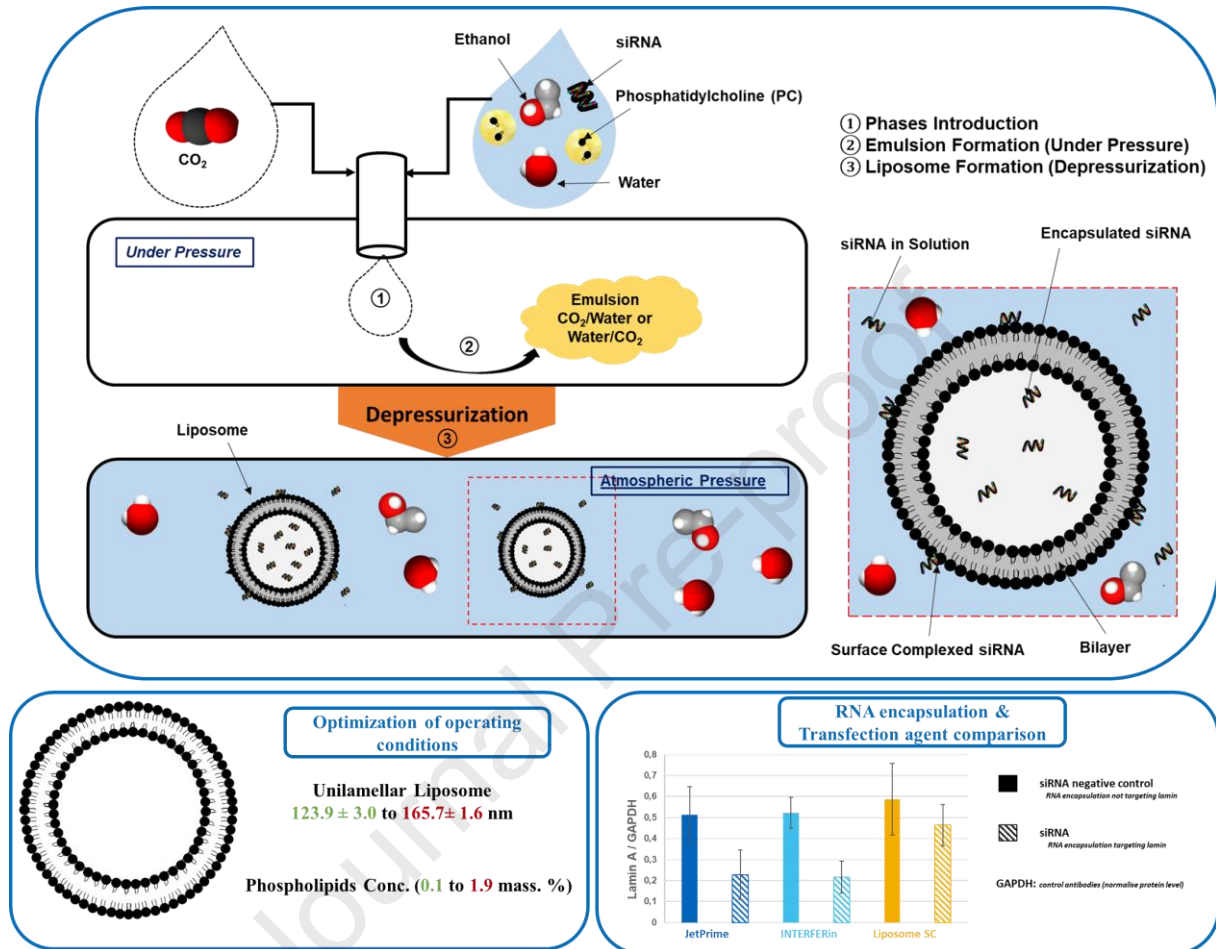 Ethanol
siRNA
Phosphatidylcholine (PC)
CO2
Water
① Phases Introduction
② Emulsion Formation (Under Pressure)
③ Liposome Formation (Depressurization)
Under Pressure
①
②
Emulsion
CO2/Water or
Water/CO2
Depressurization
③
Liposome
Atmospheric Pressure
siRNA in Solution
Encapsulated siRNA
Surface Complexed siRNA
Bilayer
Journal Pre-proof
Optimization of operating
conditions
Unilamellar Liposome
123.9 ± 3.0 to 165.7± 1.6 nm
Phospholipids Conc. (0.1 to 1.9 mass. %)
RNA encapsulation &
Transfection agent comparison
Lamin A / GAPDH
0,8
0,7
0,6
0,5
0,4
0,3
0,2
0,1
0
JetPrime
INTERFERin
Liposome SC
siRNA negative control
RNA encapsulation not targeting lamin
siRNA
RNA encapsulation targeting lamin
GAPDH: control antibodies (normalise protein level)